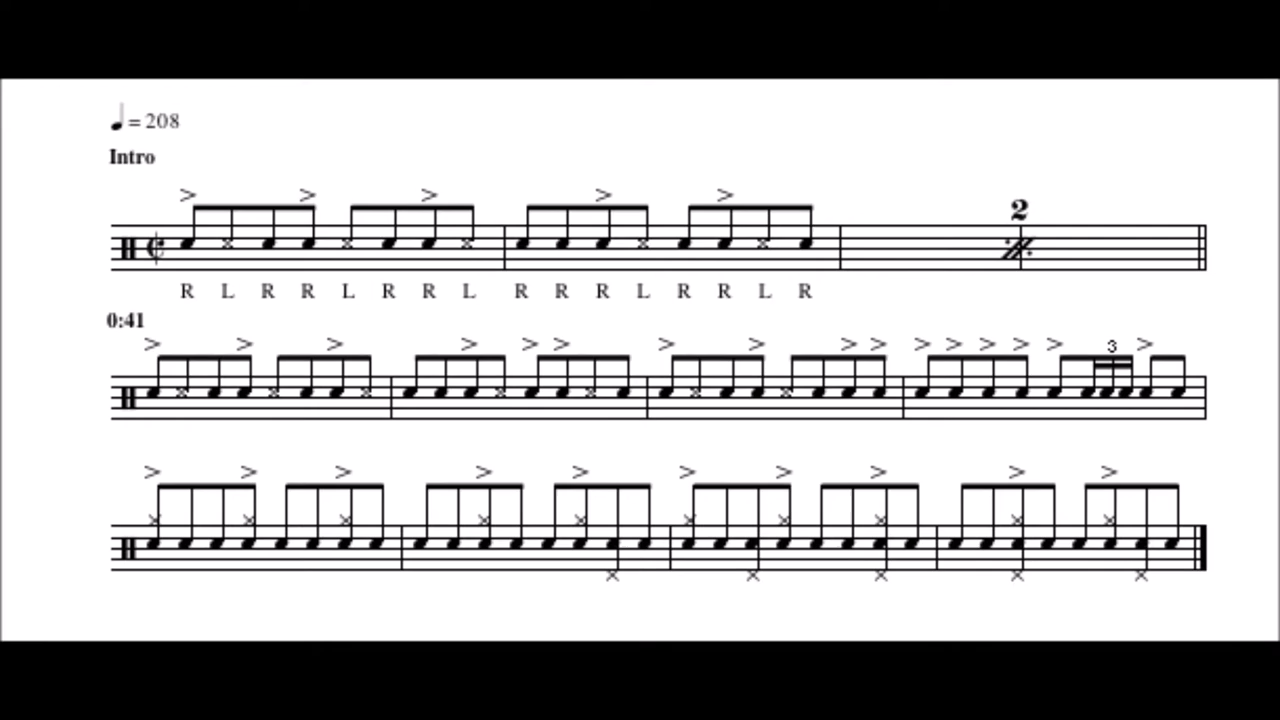 = 208
Intro
2
R L R R L R R L R R R L R R L R
0:41
3